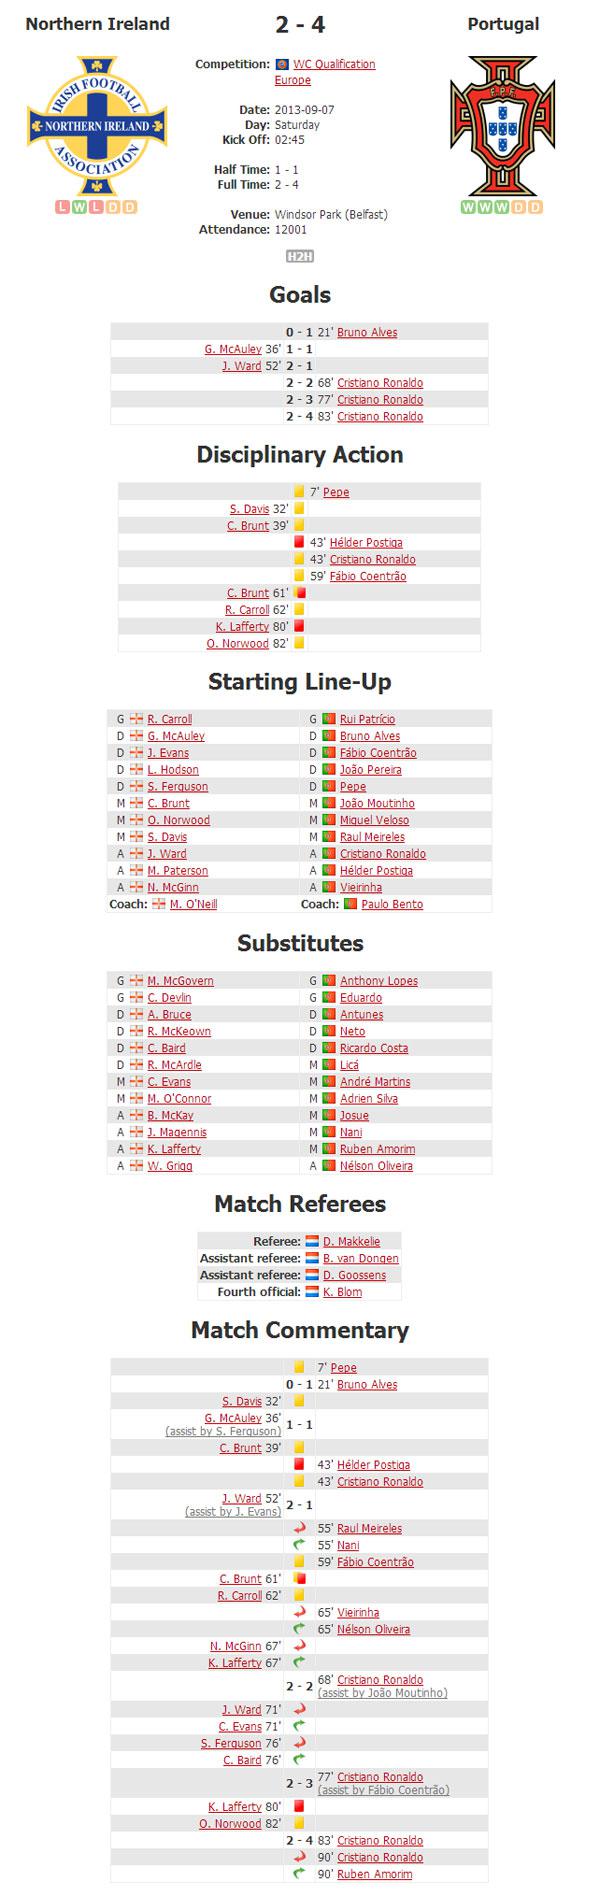 Northern Ireland 2 - 4 Portugal
IRISH FOOTBALL
NORTHERN IRELAND
ASSOCIATION
F.P.F.
Competition: WC Qualification
Europe
Date: 2013-09-07
Day: Saturday
Kick Off: 02:45
Half Time: 1 - 1
Full Time: 2 - 4
L W L D D
W W W D D
Venue: Windsor Park (Belfast)
Attendance: 12001
H2H
Goals
0 - 1 21' Bruno Alves
G. McAuley 36' 1 - 1
J. Ward 52' 2 - 1
2 - 2 68' Cristiano Ronaldo
2 - 3 77' Cristiano Ronaldo
2 - 4 83' Cristiano Ronaldo
Disciplinary Action
7' Pepe
S. Davis 32'
C. Brunt 39'
43' Hélder Postiga
43' Cristiano Ronaldo
59' Fábio Coentrão
C. Brunt 61'
R. Carroll 62'
K. Lafferty 80'
O. Norwood 82'
Starting Line-Up
G R. Carroll G Rui Patrício
D G. McAuley D Bruno Alves
D J. Evans D Fábio Coentrão
D L. Hodson D João Pereira
D S. Ferguson D Pepe
M C. Brunt M João Moutinho
M O. Norwood M Miguel Veloso
M S. Davis M Raul Meireles
A J. Ward A Cristiano Ronaldo
A M. Paterson A Hélder Postiga
A N. McGinn A Vieirinha
Coach: M. O'Neill Coach: Paulo Bento
Substitutes
G M. McGovern G Anthony Lopes
G C. Devlin G Eduardo
D A. Bruce D Antunes
D R. McKeown D Neto
D C. Baird D Ricardo Costa
D R. McArdle M Licá
M C. Evans M André Martins
M M. O'Connor M Adrien Silva
A B. McKay M Josue
A J. Magennis M Nani
A K. Lafferty M Ruben Amorim
A W. Grigg A Nélson Oliveira
Match Referees
Referee: D. Makkelie
Assistant referee: B. van Dongen
Assistant referee: D. Goossens
Fourth official: K. Blom
Match Commentary
7' Pepe
0 - 1 21' Bruno Alves
S. Davis 32'
G. McAuley 36' 1 - 1
(assist by S. Ferguson)
C. Brunt 39'
43' Hélder Postiga
43' Cristiano Ronaldo
J. Ward 52' 2 - 1
(assist by J. Evans)
55' Raul Meireles
55' Nani
59' Fábio Coentrão
C. Brunt 61'
R. Carroll 62'
65' Vieirinha
65' Nélson Oliveira
N. McGinn 67'
K. Lafferty 67'
2 - 2 68' Cristiano Ronaldo
(assist by João Moutinho)
J. Ward 71'
C. Evans 71'
S. Ferguson 76'
C. Baird 76'
2 - 3 77' Cristiano Ronaldo
(assist by Fábio Coentrão)
K. Lafferty 80'
O. Norwood 82'
2 - 4 83' Cristiano Ronaldo
90' Cristiano Ronaldo
90' Ruben Amorim